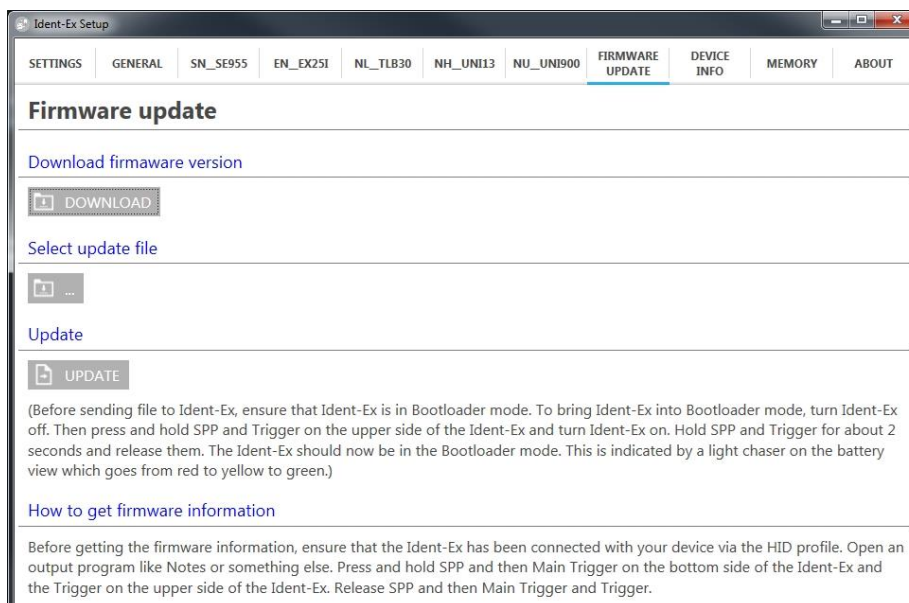 Ident-Ex Setup
SETTINGS GENERAL SN_SE955 EN_EX25I NL_TLB30 NH_UNI13 NU_UNI900 FIRMWARE UPDATE DEVICE INFO MEMORY ABOUT
Firmware update
Download firmaware version
DOWNLOAD
Select update file
...
Update
UPDATE
(Before sending file to Ident-Ex, ensure that Ident-Ex is in Bootloader mode. To bring Ident-Ex into Bootloader mode, turn Ident-Ex
off. Then press and hold SPP and Trigger on the upper side of the Ident-Ex and turn Ident-Ex on. Hold SPP and Trigger for about 2
seconds and release them. The Ident-Ex should now be in the Bootloader mode. This is indicated by a light chaser on the battery
view which goes from red to yellow to green.)
How to get firmware information
Before getting the firmware information, ensure that the Ident-Ex has been connected with your device via the HID profile. Open an
output program like Notes or something else. Press and hold SPP and then Main Trigger on the bottom side of the Ident-Ex and
the Trigger on the upper side of the Ident-Ex. Release SPP and then Main Trigger and Trigger.